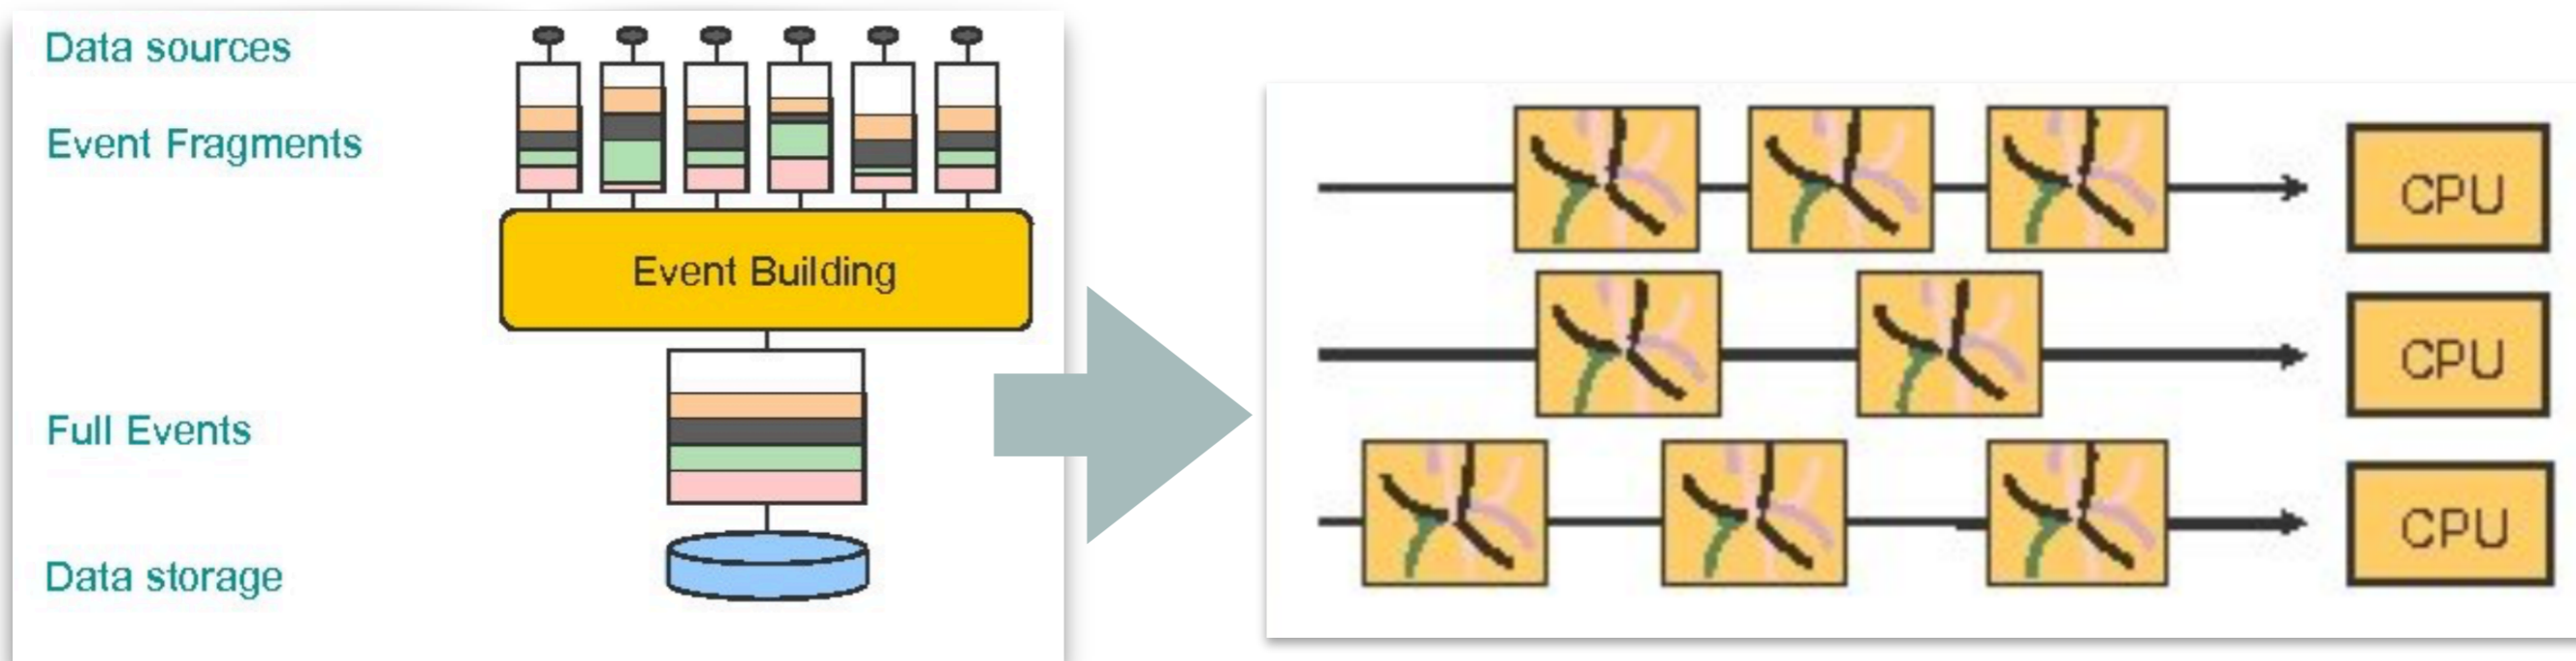 Data sources
Event Fragments
Event Building
Full Events
Data storage
CPU
CPU
CPU